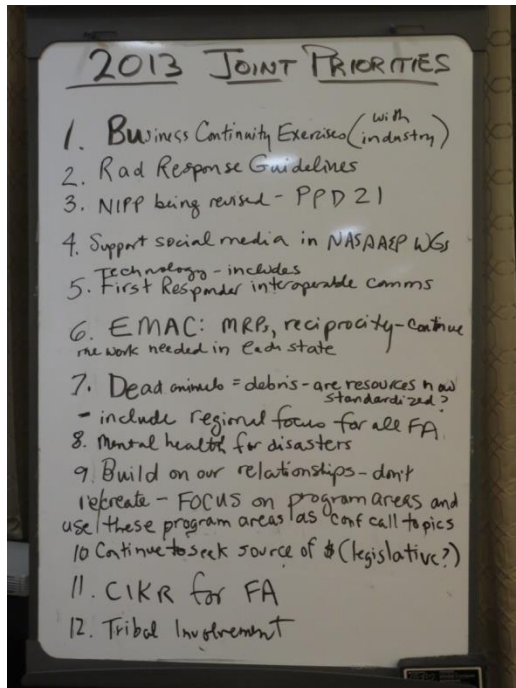 2013 JOINT PRIORITIES
1. Business Continuity Exercises (with industry)
2. Rad Response Guidelines
3. NIPP being revised - PPD 21
4. Support social media in NASAAEP WGs
5. Technology - includes
First Responder interoperable comms
6. EMAC: MRPs, reciprocity - continue
the work needed in each state
7. Dead animals = debris - are resources now
standardized?
- include regional focus for all FA
8. Mental health for disasters
9 Build on our relationships - don't
recreate - FOCUS on program areas and
use these program areas as conf call topics
10 Continue to seek source of $ (legislative?)
11. CIKR for FA
12. Tribal Involvement